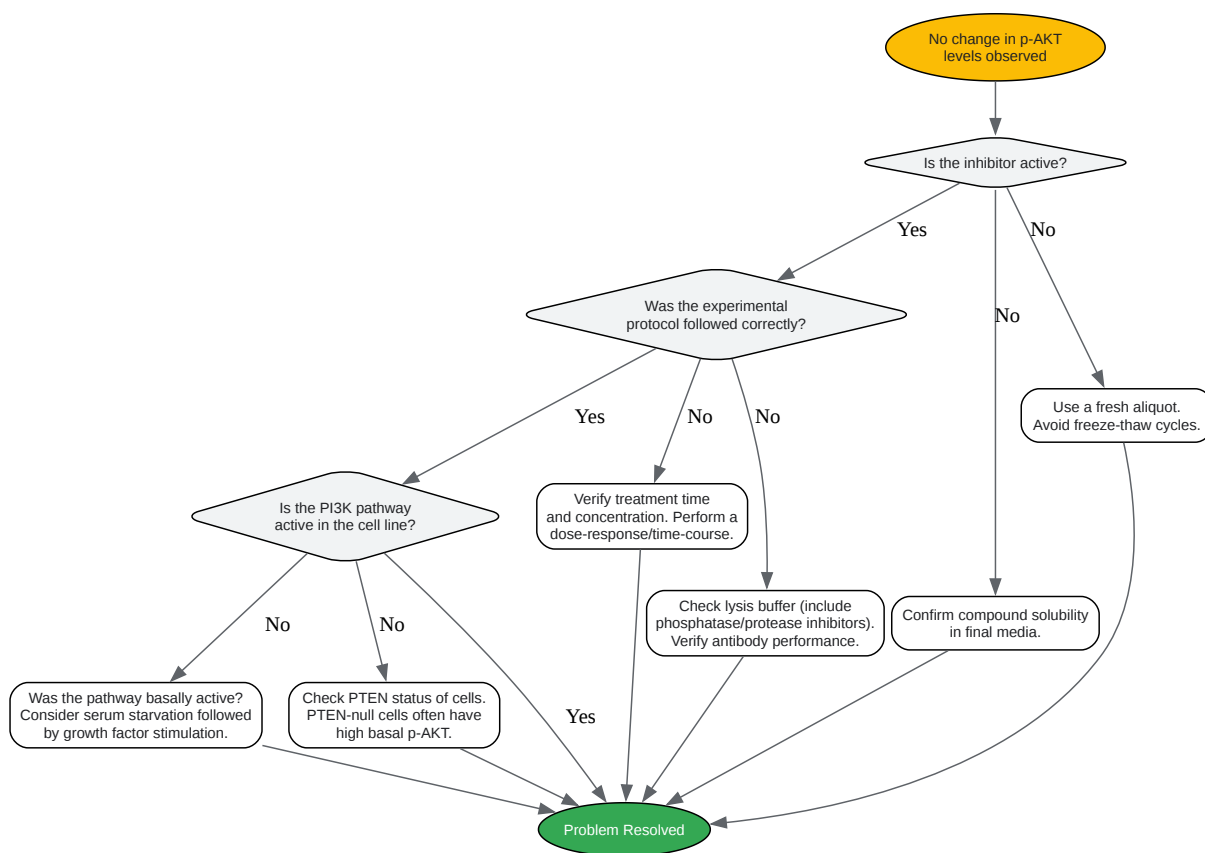 No change in p-AKT
levels observed
Is the inhibitor active?
Yes
No
No
Was the experimental
protocol followed correctly?
Use a fresh aliquot.
Avoid freeze-thaw cycles.
Yes
No
No
Is the PI3K pathway
active in the cell line?
Verify treatment time
and concentration. Perform a
dose-response/time-course.
Check lysis buffer (include
phosphatase/protease inhibitors).
Verify antibody performance.
Confirm compound solubility
in final media.
No
No
Yes
Was the pathway basally active?
Consider serum starvation followed
by growth factor stimulation.
Check PTEN status of cells.
PTEN-null cells often have
high basal p-AKT.
Problem Resolved